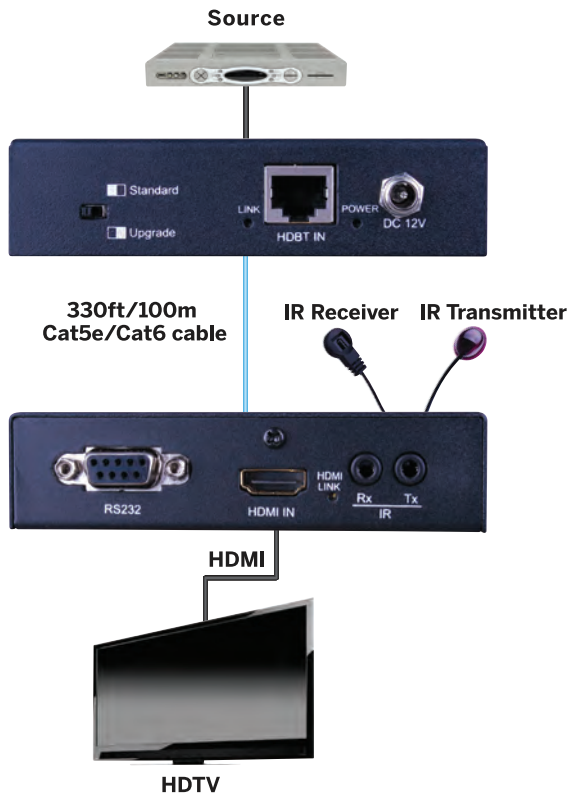 Source
Standard
Upgrade
LINK
HDBT IN
POWER
DC 12V
330ft/100m
Cat5e/Cat6 cable
IR Receiver
IR Transmitter
RS232
HDMI IN
HDMI
LINK
Rx
Tx
IR
HDMI
HDTV